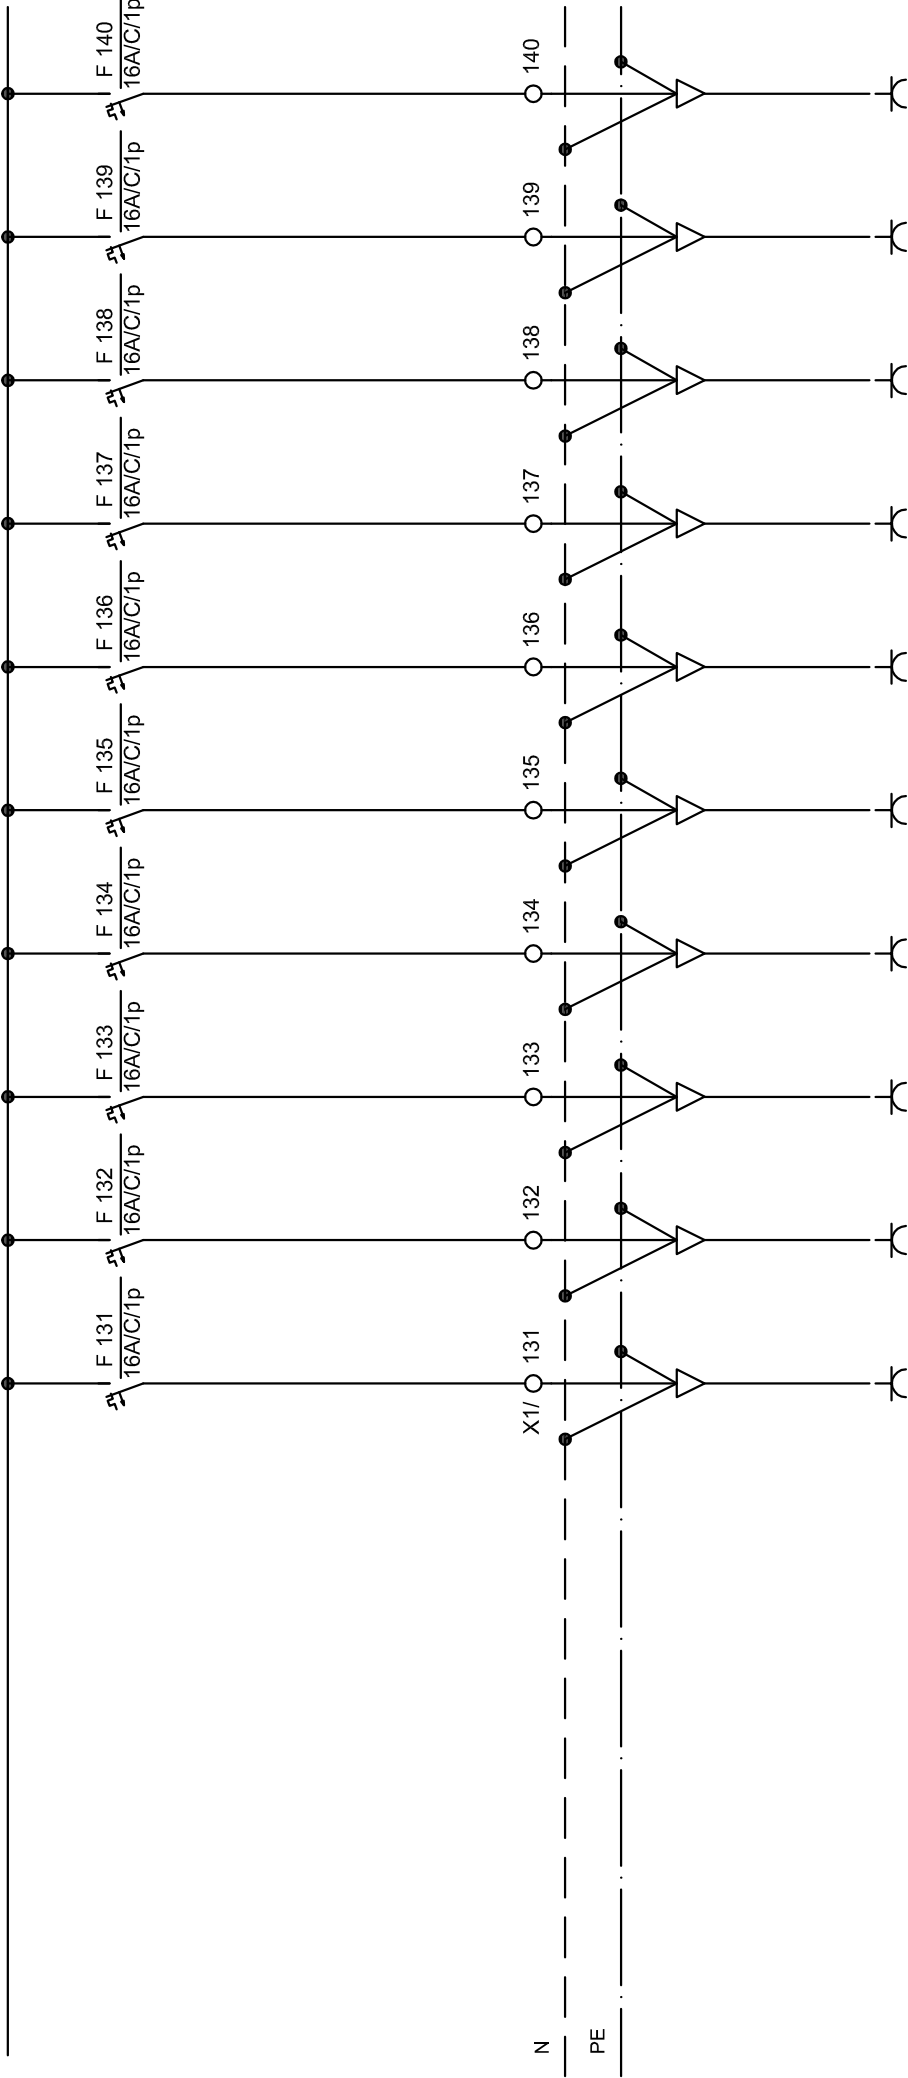 F 131
16A/C/1p
F 132
16A/C/1p
F 133
16A/C/1p
F 134
16A/C/1p
F 135
16A/C/1p
F 136
16A/C/1p
F 137
16A/C/1p
F 138
16A/C/1p
F 139
16A/C/1p
F 140
16A/C/1p
X1/ 131 132 133 134 135 136 137 138 139 140
N
PE